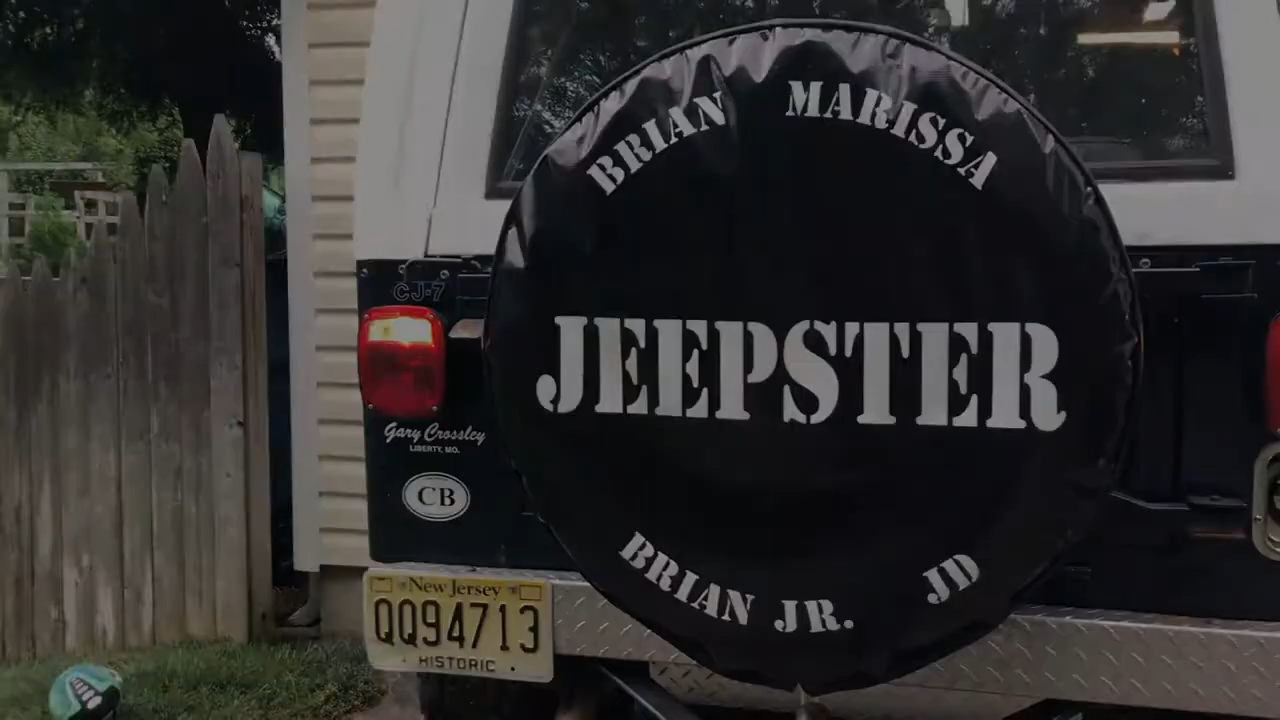 BRIAN MARISSA
CJ-7
JEEPSTER
Gary Crossley
LIBERTY, MO.
CB
BRIAN JR. JD
New Jersey
QQ94713
HISTORIC